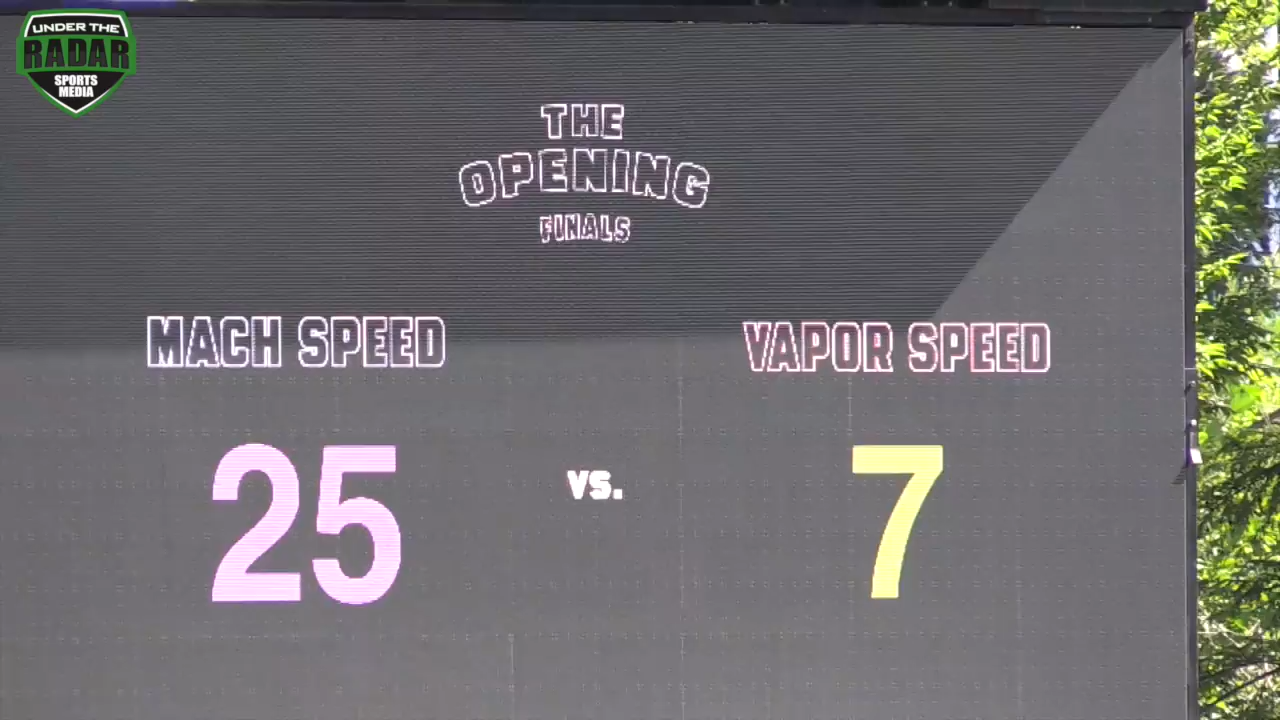 UNDER THE
RADAR
SPORTS
MEDIA
THE
OPENING
FINALS
MACH SPEED
VAPOR SPEED
25
VS.
7